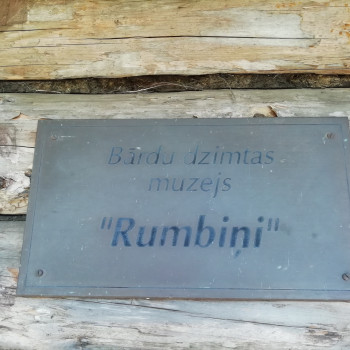 Bārdu dzimtas
muzejs
"Rumbiņi"